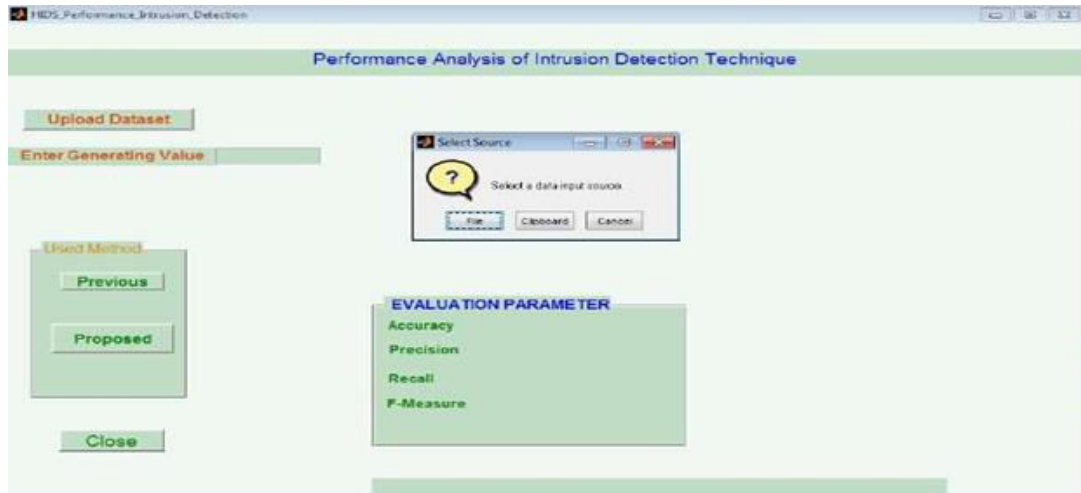 HIDS_Performance_Intrusion_Detection
Performance Analysis of Intrusion Detection Technique
Upload Dataset
Enter Generating Value
Select Source
?
Select a data input source.
File
Clipboard
Cancel
Used Method
Previous
Proposed
Close
EVALUATION PARAMETER
Accuracy
Precision
Recall
F-Measure